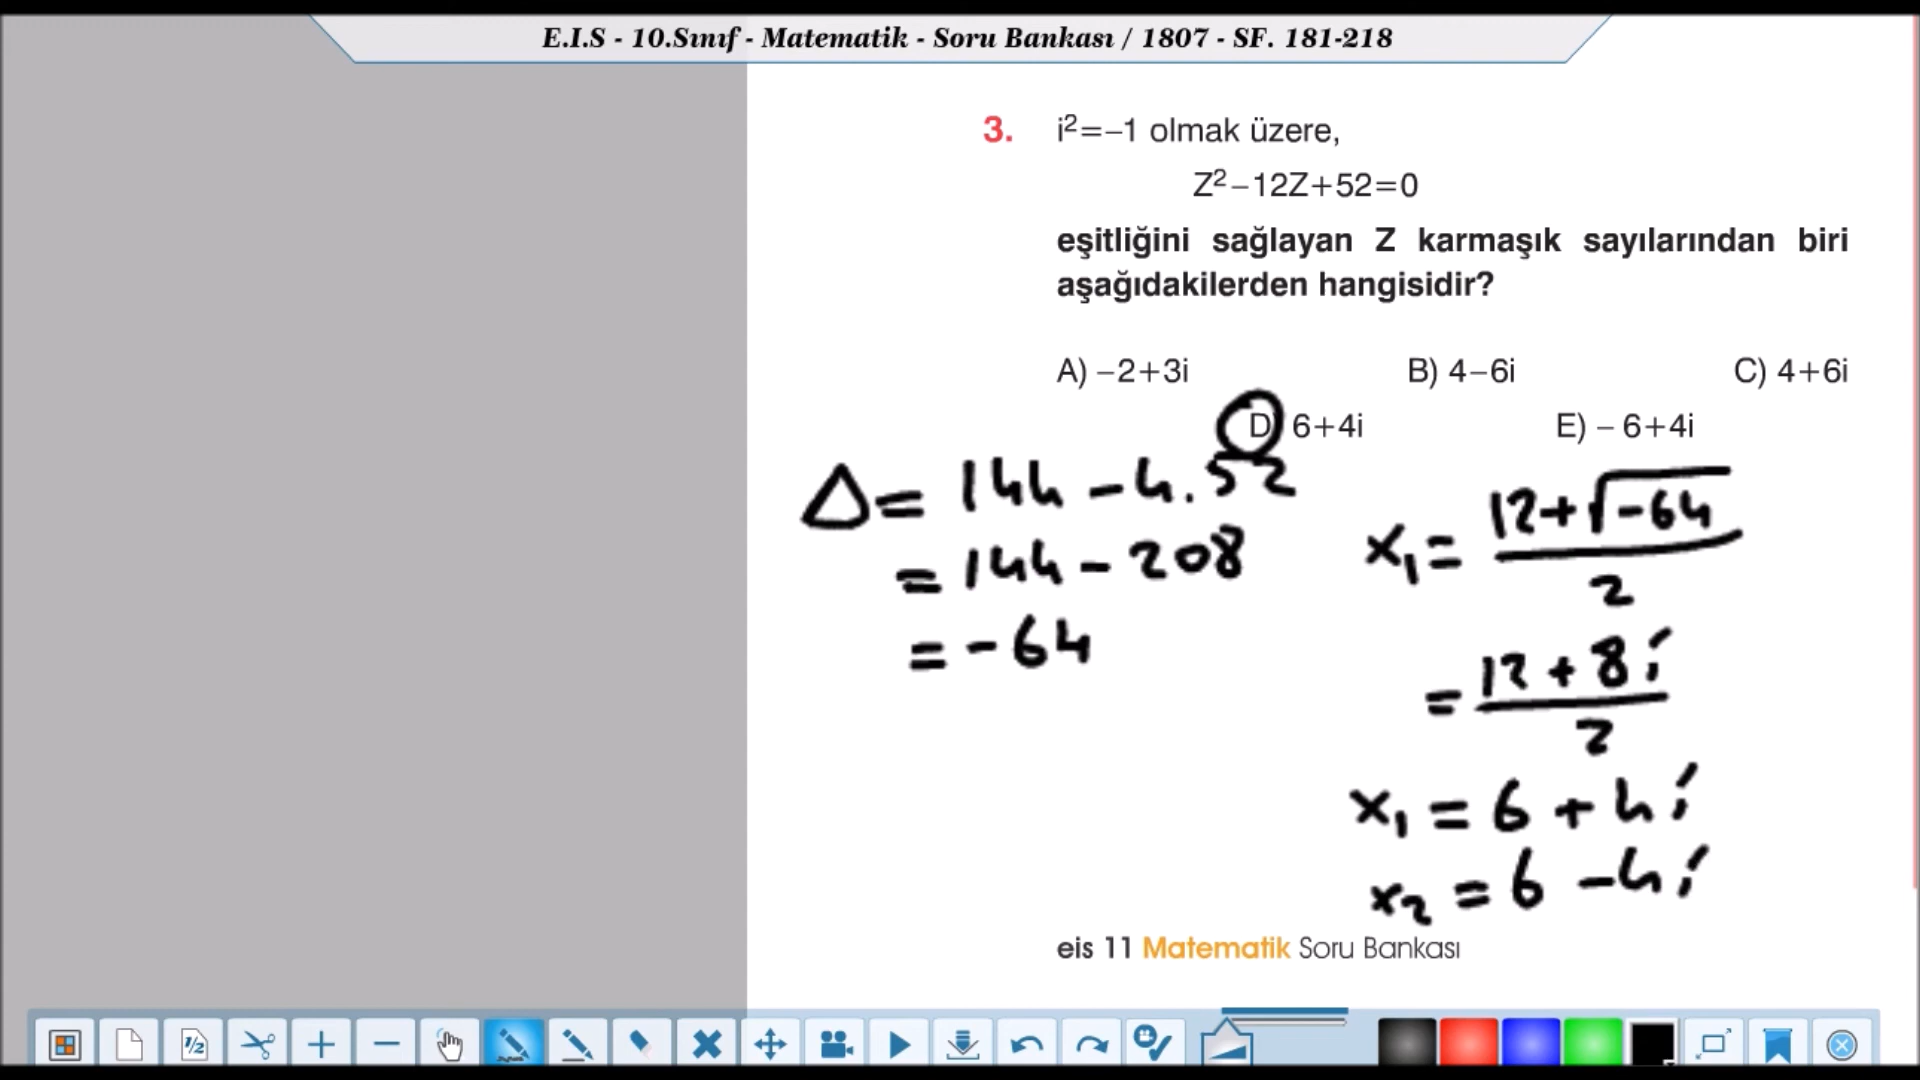 E.I.S - 10.Sınıf - Matematik - Soru Bankası / 1807 - SF. 181-218
3. i²=−1 olmak üzere,
Z²−12Z+52=0
eşitliğini sağlayan Z karmaşık sayılarından biri
aşağıdakilerden hangisidir?
A) −2+3i B) 4−6i C) 4+6i
D) 6+4i E) − 6+4i
Δ= 144 - 4.52
= 144 - 208
= -64
x₁= 12+√-64 / 2
= 12 + 8i / 2
x₁ = 6 + 4i
x₂ = 6 - 4i
eis 11 Matematik Soru Bankası
1/2